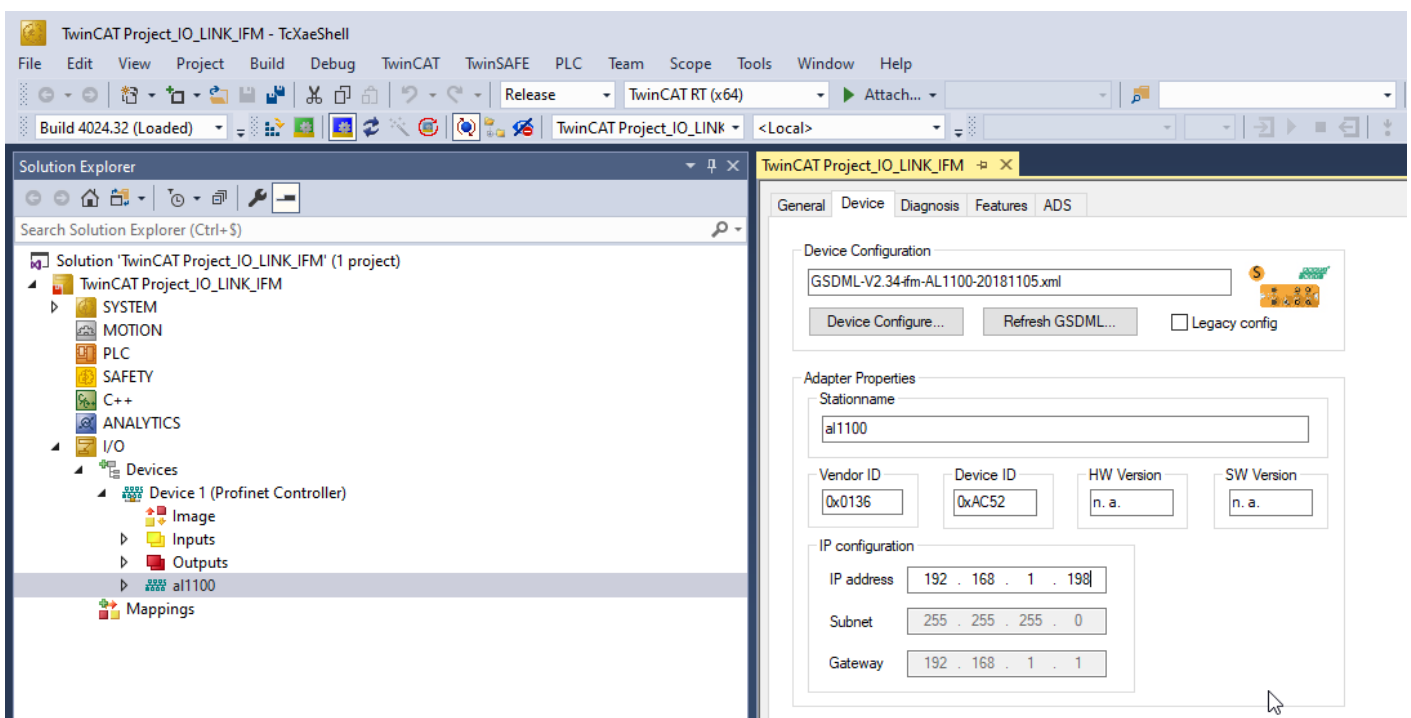 TwinCAT Project_IO_LINK_IFM - TcXaeShell
File Edit View Project Build Debug TwinCAT TwinSAFE PLC Team Scope Tools Window Help
Release TwinCAT RT (x64) Attach...
Build 4024.32 (Loaded) TwinCAT Project_IO_LINK <Local>
Solution Explorer
Search Solution Explorer (Ctrl+$)
Solution 'TwinCAT Project_IO_LINK_IFM' (1 project)
TwinCAT Project_IO_LINK_IFM
SYSTEM
MOTION
PLC
SAFETY
C++
ANALYTICS
I/O
Devices
Device 1 (Profinet Controller)
Image
Inputs
Outputs
al1100
Mappings
TwinCAT Project_IO_LINK_IFM
General Device Diagnosis Features ADS
Device Configuration
GSDML-V2.34-ifm-AL1100-20181105.xml
Device Configure... Refresh GSDML... Legacy config
Adapter Properties
Stationname
al1100
Vendor ID Device ID HW Version SW Version
0x0136 0xAC52 n. a. n. a.
IP configuration
IP address 192 . 168 . 1 . 198
Subnet 255 . 255 . 255 . 0
Gateway 192 . 168 . 1 . 1